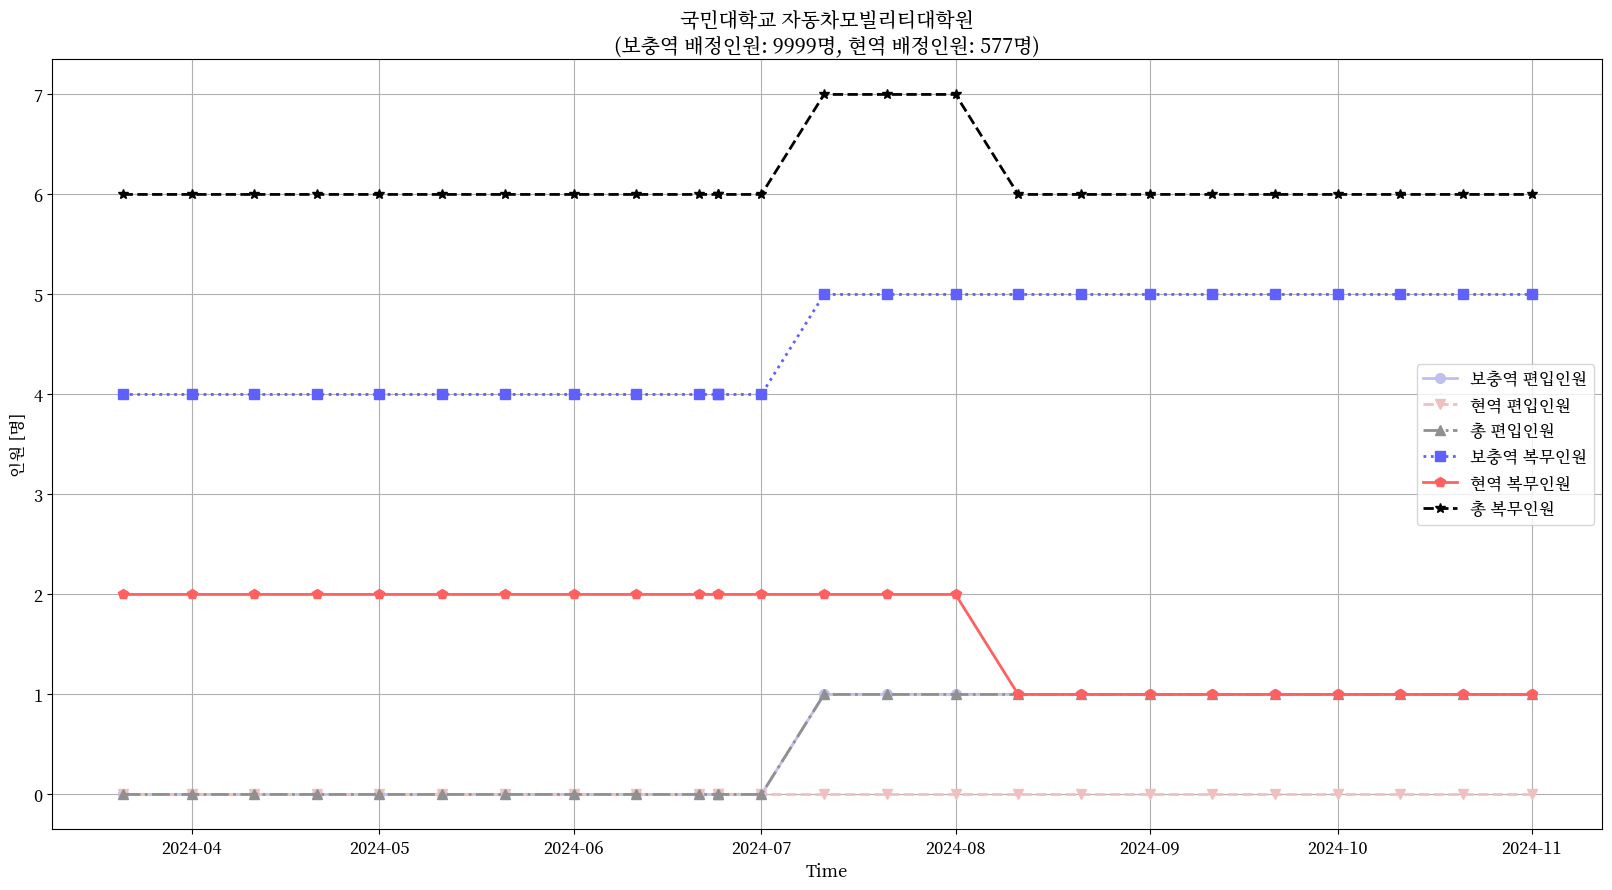 국민대학교 자동차모빌리티대학원
(보충역 배정인원: 9999명, 현역 배정인원: 577명)
7
6
5
4
3
2
1
0
인원 [명]
보충역 편입인원
현역 편입인원
총 편입인원
보충역 복무인원
현역 복무인원
총 복무인원
2024-04 2024-05 2024-06 2024-07 2024-08 2024-09 2024-10 2024-11
Time